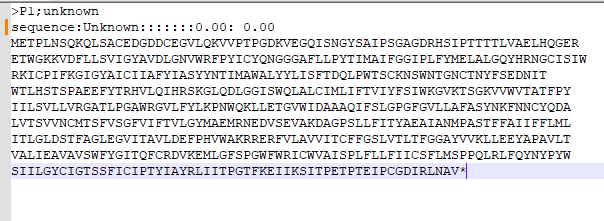 >P1;unknown
sequence:Unknown:::::::0.00: 0.00
METPLNSQKQLSACEDGDDCEGVLQKVVPTPGDKVEGQISNGYSAIPSGAGDRHSIPTTTTLVAELHQGER
ETWGKKVDFLLSVIGYAVDLGNVWRFPYICYQNGGGAFLLPYTIMAIFGGIPLFYMELALGQYHRNGCISIW
RKICPIFKGIGYAICIIAFYIASYYNTIMAWALYYLISFTDQLPWTSCKNSWNTGNCTNYFSEDNIT
WTLHSTSPAEEFYTRHVLQIHRSKGLQDLGGISWQLALCIMLIFTVIYFSIWKGVKTSGKVVWVTATFPY
IILSVLLVRGATLPGAWRGVLFYLKPNWQKLLETGVWIDAAAQIFSLGPGFGVLLAFASYNKFNNCYQDA
LVTSVVNCMTSFVSGFVIFTVLGYMAEMRNEDVSEVAKDAGPSLLFITYAEAIANMPASTFFAIIFFLML
ITLGLDSTFAGLEGVITAVLDEFPHVWAKRRERFVLAVVITCFFGSLVTLTFGGAYVVKLLEEYAPAVLT
VALIEAVAVSWFYGITQFCRDVKEMLGFSPGWFWRICWVAISPLFLLFIICSFLMSPPQLRLFQYNYPYW
SIILGYCIGTSSFICIPTYIAYRLIITPGTFKEIIKSITPETPTEIPCGDIRLNAV*